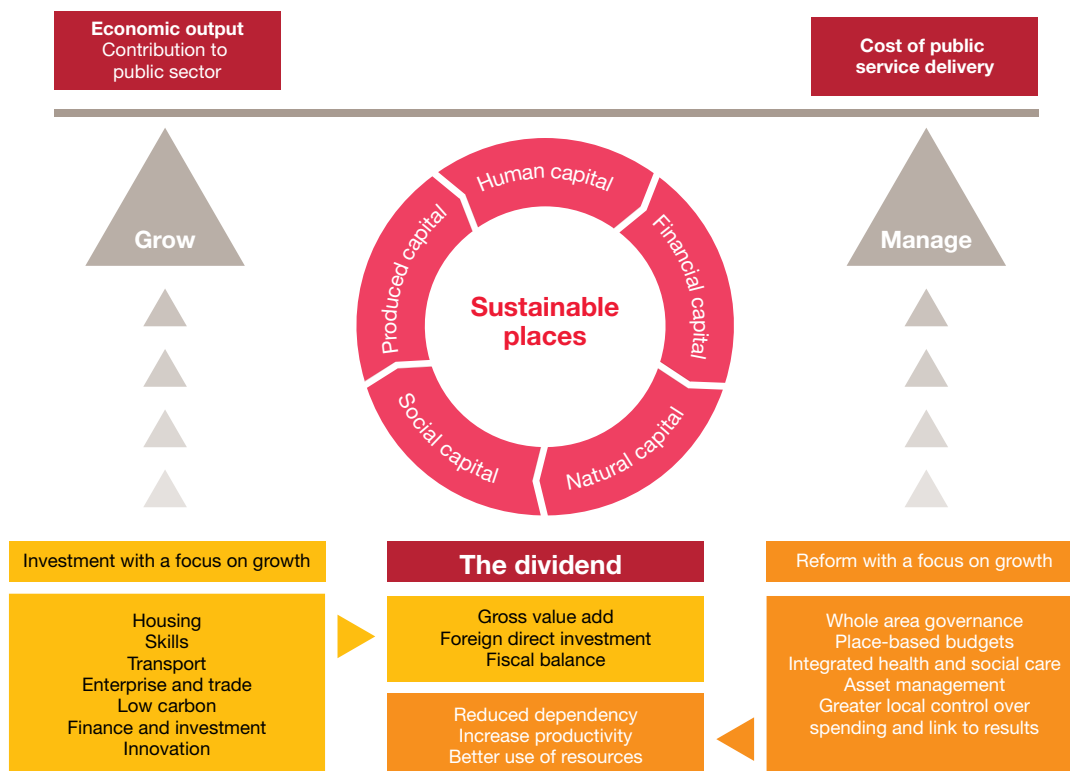 Economic output
Contribution to
public sector
Cost of public
service delivery
Grow
Manage
Human capital
Financial capital
Natural capital
Social capital
Produced capital
Sustainable
places
Investment with a focus on growth
Housing
Skills
Transport
Enterprise and trade
Low carbon
Finance and investment
Innovation
The dividend
Gross value add
Foreign direct investment
Fiscal balance
Reduced dependency
Increase productivity
Better use of resources
Reform with a focus on growth
Whole area governance
Place-based budgets
Integrated health and social care
Asset management
Greater local control over
spending and link to results